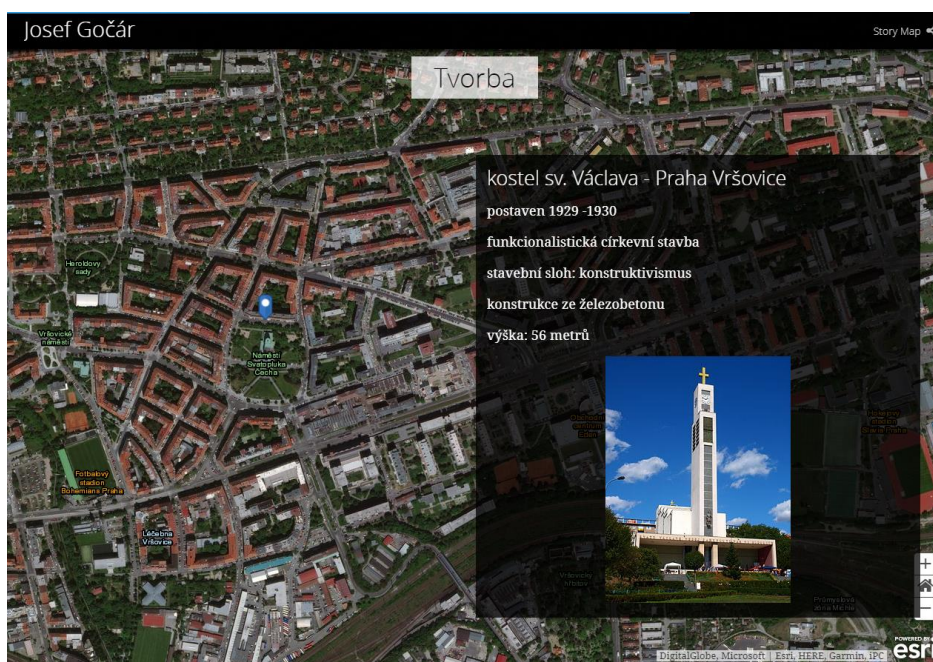 Josef Gočár
Story Map
Tvorba
kostel sv. Václava - Praha Vršovice
postaven 1929 -1930
funkcionalistická církevní stavba
stavební sloh: konstruktivismus
konstrukce ze železobetonu
výška: 56 metrů
Heroldovy
sady
Vršovické
náměstí
Náměstí
Svatopluka
Čecha
Fotbalový
stadion
Bohemians Praha
Léčebna
Vršovice
POWERED BY
esri
DigitalGlobe, Microsoft | Esri, HERE, Garmin, iPC